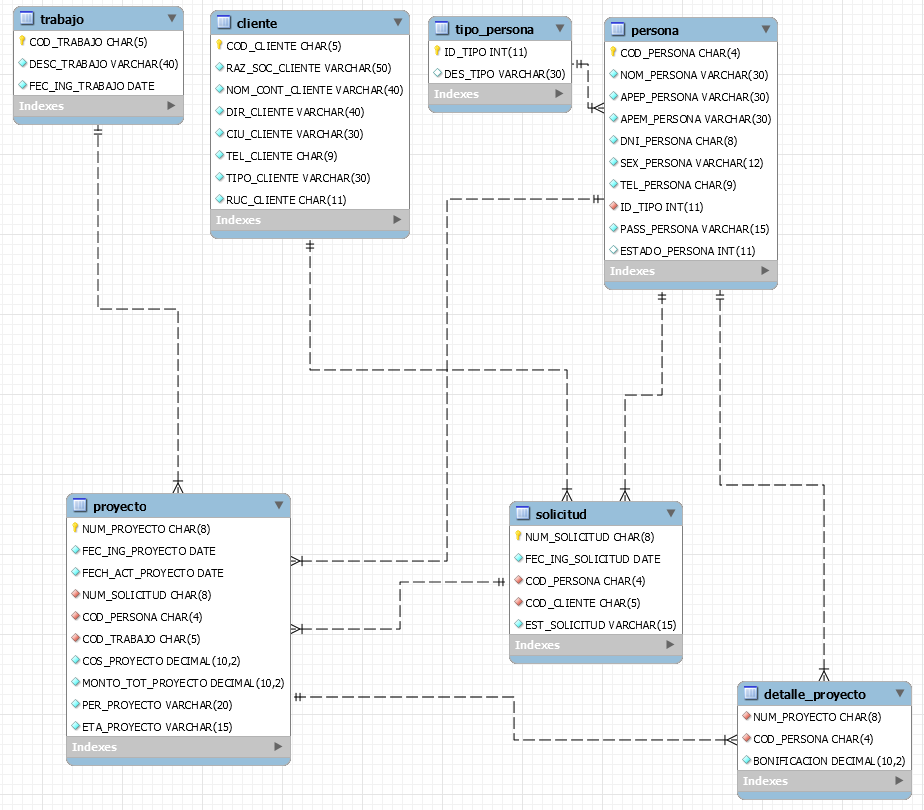 trabajo
COD_TRABAJO CHAR(5)
DESC_TRABAJO VARCHAR(40)
FEC_ING_TRABAJO DATE
Indexes
cliente
COD_CLIENTE CHAR(5)
RAZ_SOC_CLIENTE VARCHAR(50)
NOM_CONT_CLIENTE VARCHAR(40)
DIR_CLIENTE VARCHAR(40)
CIU_CLIENTE VARCHAR(30)
TEL_CLIENTE CHAR(9)
TIPO_CLIENTE VARCHAR(30)
RUC_CLIENTE CHAR(11)
Indexes
tipo_persona
ID_TIPO INT(11)
DES_TIPO VARCHAR(30)
Indexes
persona
COD_PERSONA CHAR(4)
NOM_PERSONA VARCHAR(30)
APEP_PERSONA VARCHAR(30)
APEM_PERSONA VARCHAR(30)
DNI_PERSONA CHAR(8)
SEX_PERSONA VARCHAR(12)
TEL_PERSONA CHAR(9)
ID_TIPO INT(11)
PASS_PERSONA VARCHAR(15)
ESTADO_PERSONA INT(11)
Indexes
proyecto
NUM_PROYECTO CHAR(8)
FEC_ING_PROYECTO DATE
FECH_ACT_PROYECTO DATE
NUM_SOLICITUD CHAR(8)
COD_PERSONA CHAR(4)
COD_TRABAJO CHAR(5)
COS_PROYECTO DECIMAL(10,2)
MONTO_TOT_PROYECTO DECIMAL(10,2)
PER_PROYECTO VARCHAR(20)
ETA_PROYECTO VARCHAR(15)
Indexes
solicitud
NUM_SOLICITUD CHAR(8)
FEC_ING_SOLICITUD DATE
COD_PERSONA CHAR(4)
COD_CLIENTE CHAR(5)
EST_SOLICITUD VARCHAR(15)
Indexes
detalle_proyecto
NUM_PROYECTO CHAR(8)
COD_PERSONA CHAR(4)
BONIFICACION DECIMAL(10,2)
Indexes